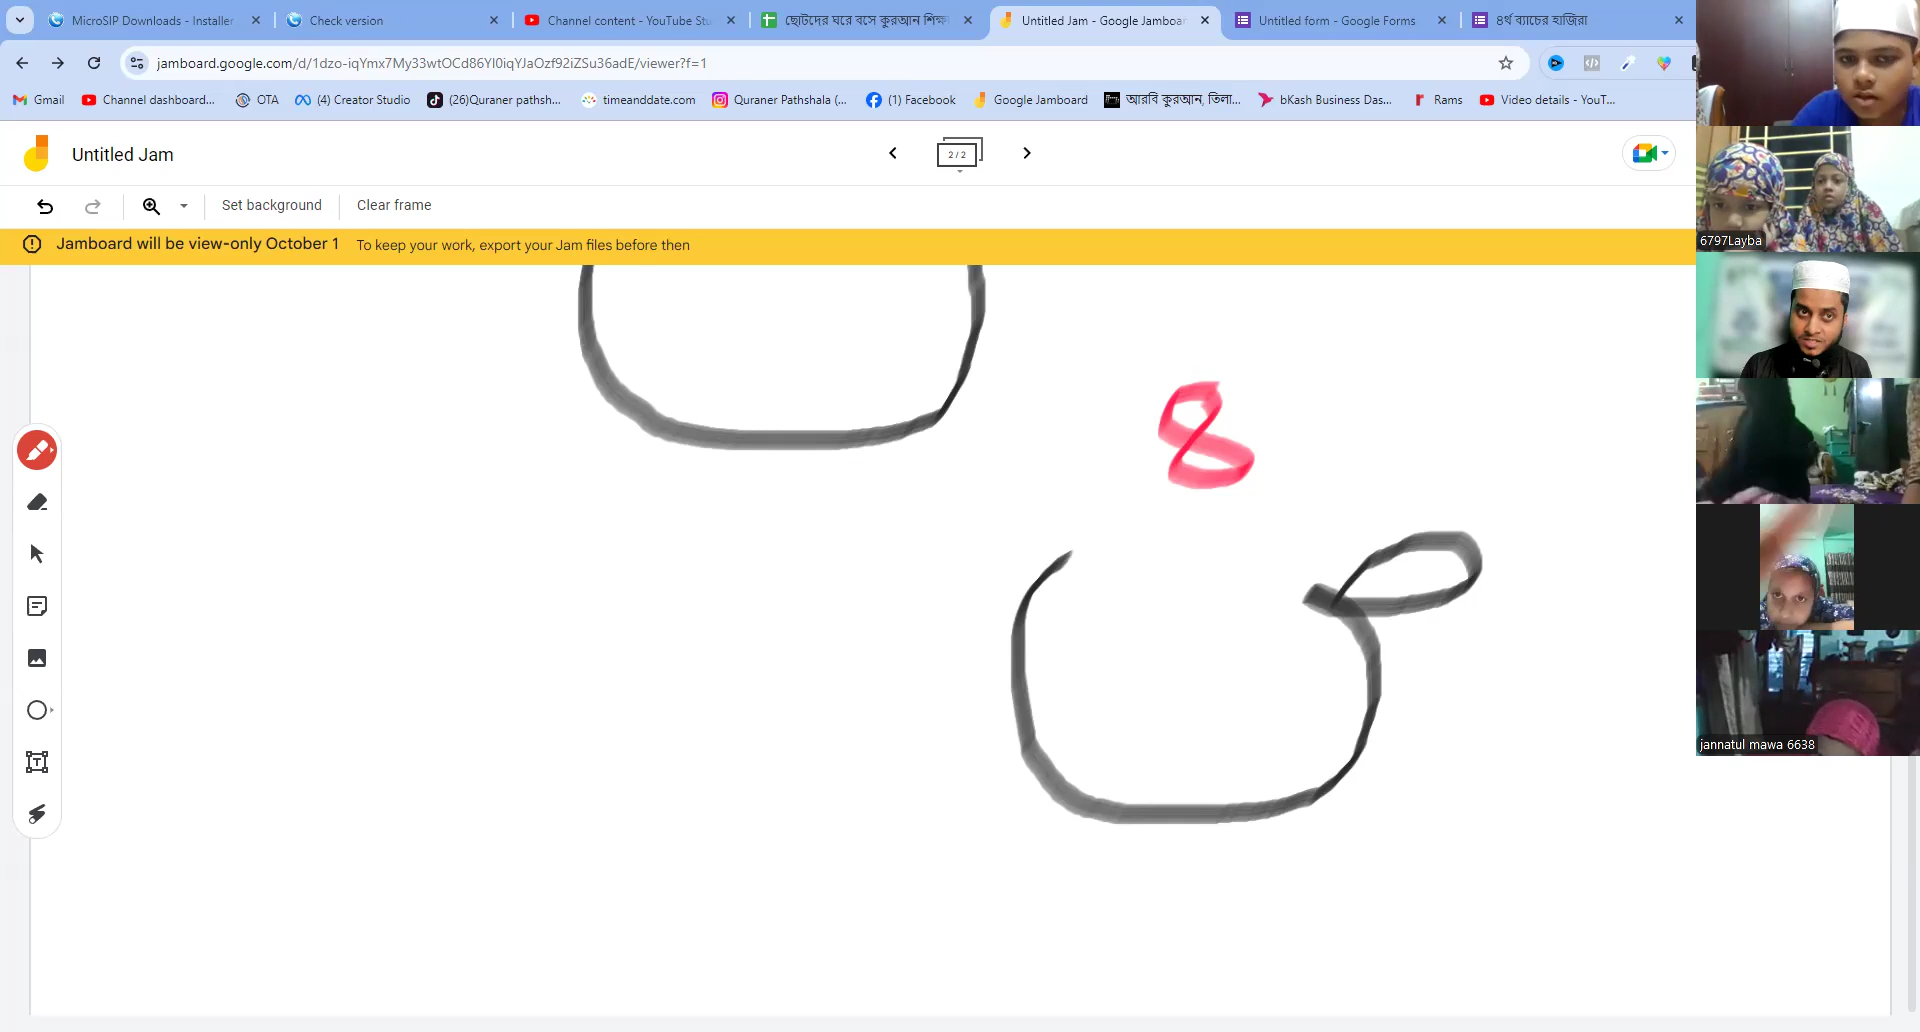 MicroSIP Downloads - Installer
Check version
Channel content - YouTube Stu
ছোটদের ঘরে বসে কুরআন শিক্ষ
Untitled Jam - Google Jamboar
Untitled form - Google Forms
৪র্থ ব্যাচের হাজিরা
jamboard.google.com/d/1dzo-iqYmx7My33wtOCd86Yl0iqYJaOzf92iZSu36adE/viewer?f=1
Gmail
Channel dashboard...
OTA
(4) Creator Studio
(26)Quraner pathsh...
timeanddate.com
Quraner Pathshala (...
(1) Facebook
Google Jamboard
আরবি কুরআন, তিলা...
bKash Business Das...
Rams
Video details - YouT...
Untitled Jam
2 / 2
Set background
Clear frame
Jamboard will be view-only October 1 To keep your work, export your Jam files before then
6797Layba
8
jannatul mawa 6638